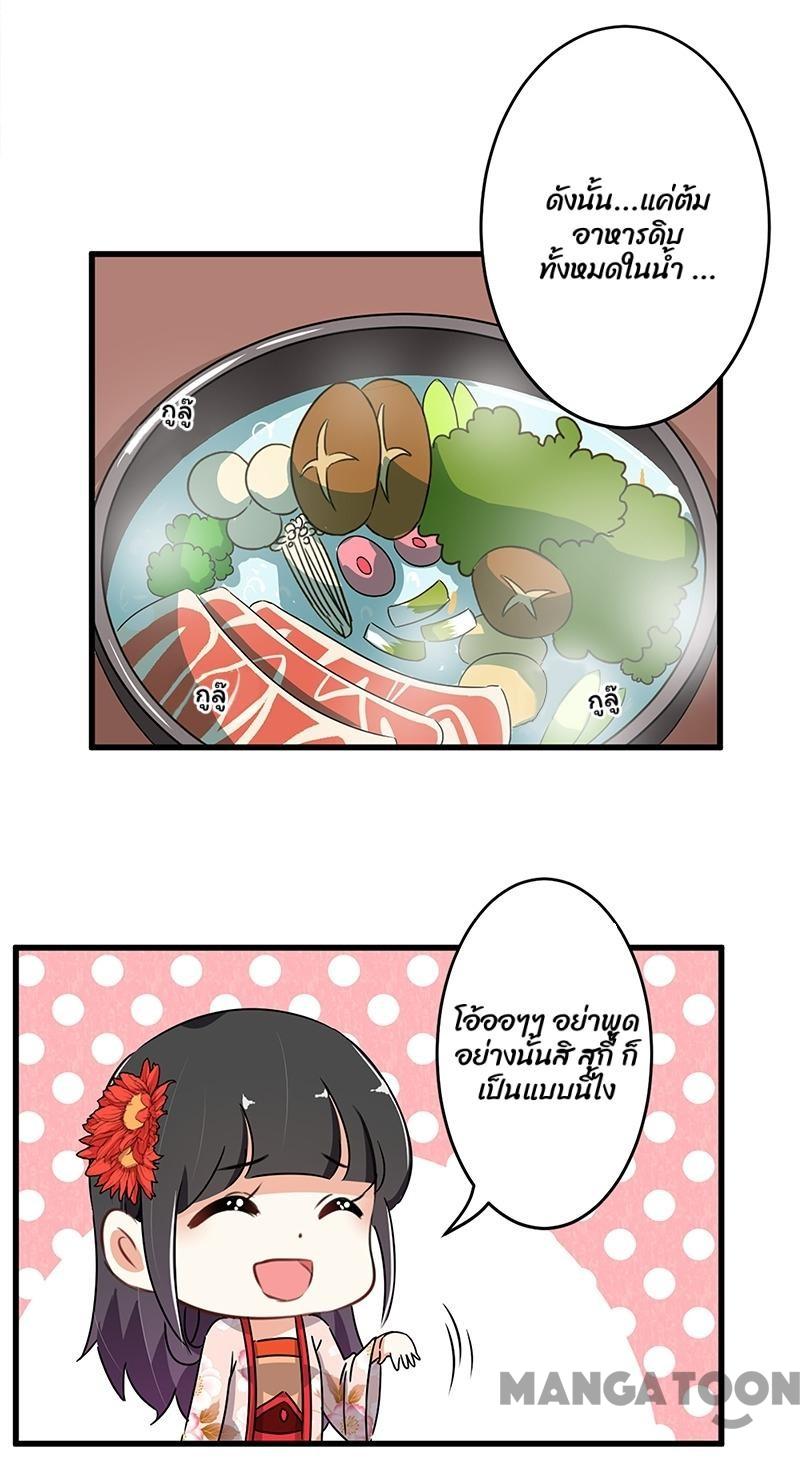 ดังนั้น...แค่ต้ม
อาหารดิบ
ทั้งหมดในน้ำ ...
กูลู๊
กูลู๊
กูลู๊
โอ้ออๆๆ อย่าพูด
อย่างนั้นสิ สุกี้ ก็
เป็นแบบนี้ไง
MANGATOON